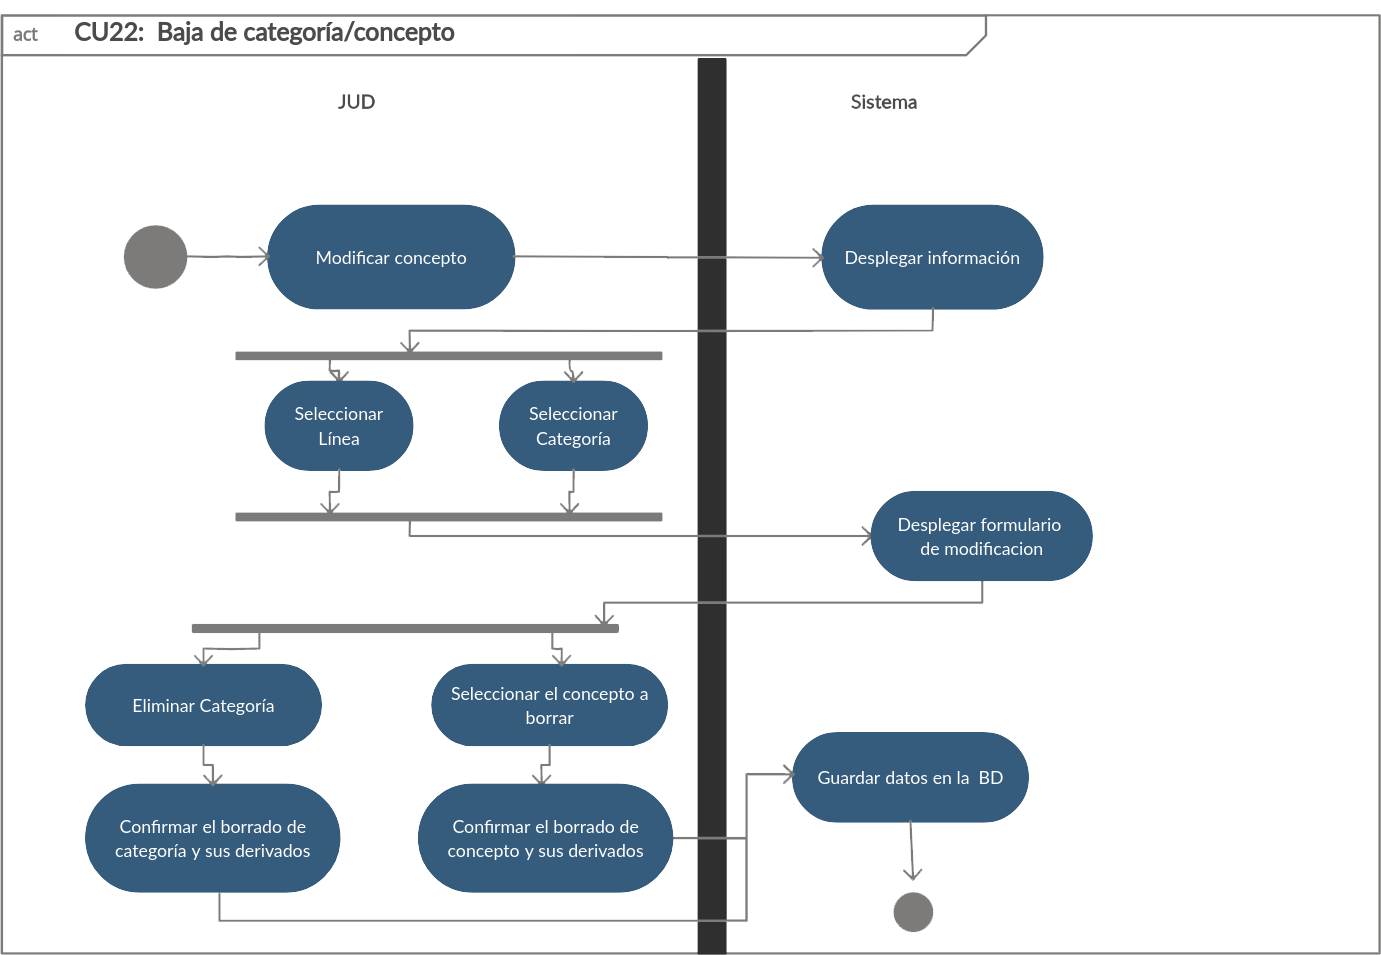 act CU22: Baja de categoría/concepto
JUD
Sistema
Modificar concepto
Desplegar información
Seleccionar
Línea
Seleccionar
Categoría
Desplegar formulario
de modificacion
Eliminar Categoría
Seleccionar el concepto a
borrar
Guardar datos en la BD
Confirmar el borrado de
categoría y sus derivados
Confirmar el borrado de
concepto y sus derivados